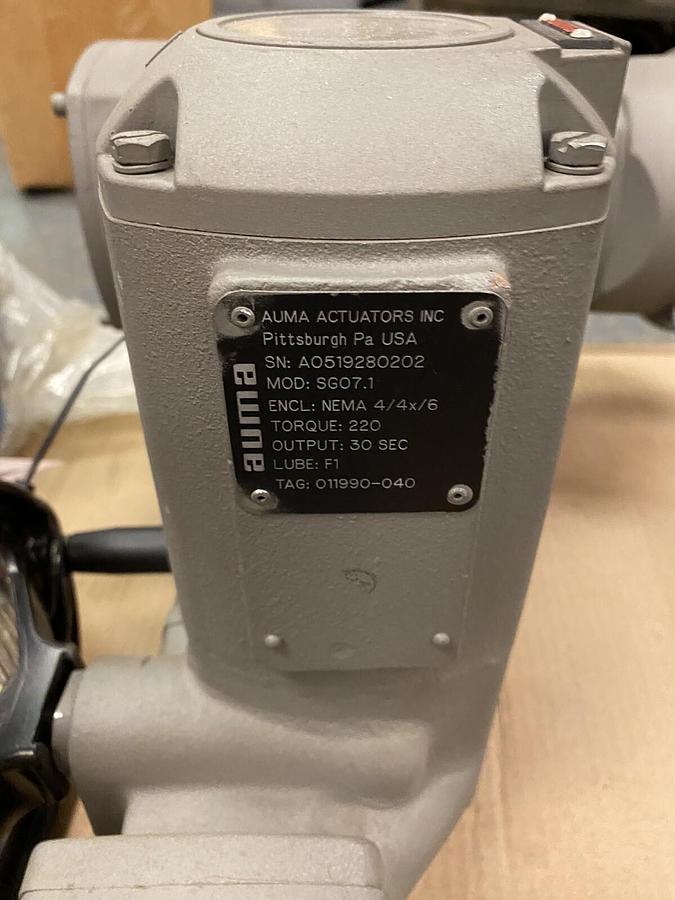 AUMA ACTUATORS INC
Pittsburgh Pa USA
SN: A0519280202
MOD: SG07.1
ENCL: NEMA 4/4x/6
TORQUE: 220
OUTPUT: 30 SEC
LUBE: F1
TAG: 011990-040
auma